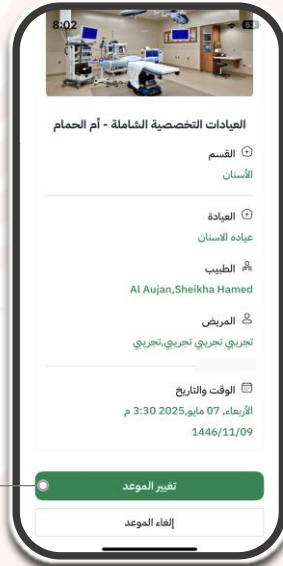 8:02
العيادات التخصصية الشاملة - أم الحمام
القسم
الأسنان
العيادة
عياده الاسنان
الطبيب
Al Aujan,Sheikha Hamed
المريض
تجريبي تجريبي تجريبي,تجريبي
الوقت والتاريخ
الأربعاء, 07 مايو,2025 3:30 م
1446/11/09
تغيير الموعد
إلغاء الموعد